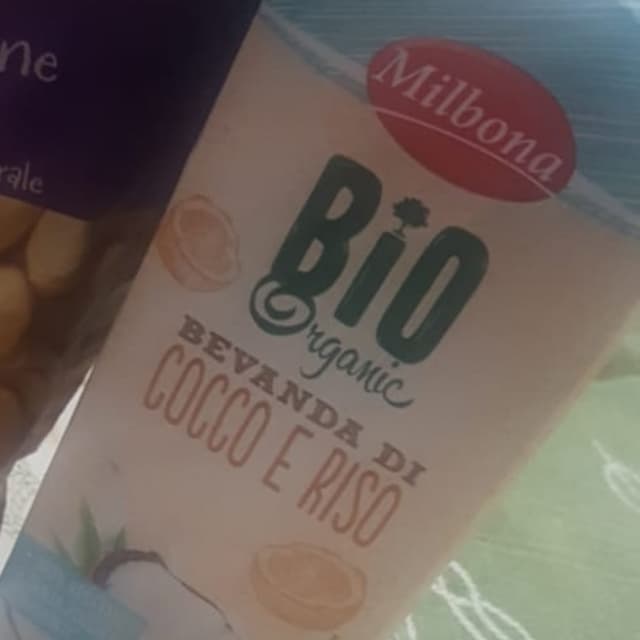 ne
rale
Milbona
BIO
Organic
BEVANDA DI
COCCO E RISO